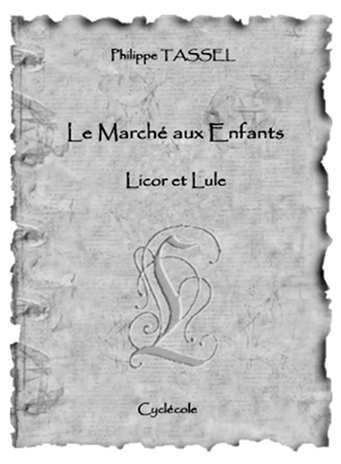 Philippe TASSEL
Le Marché aux Enfants
Licor et Lule
L
Cyclécole